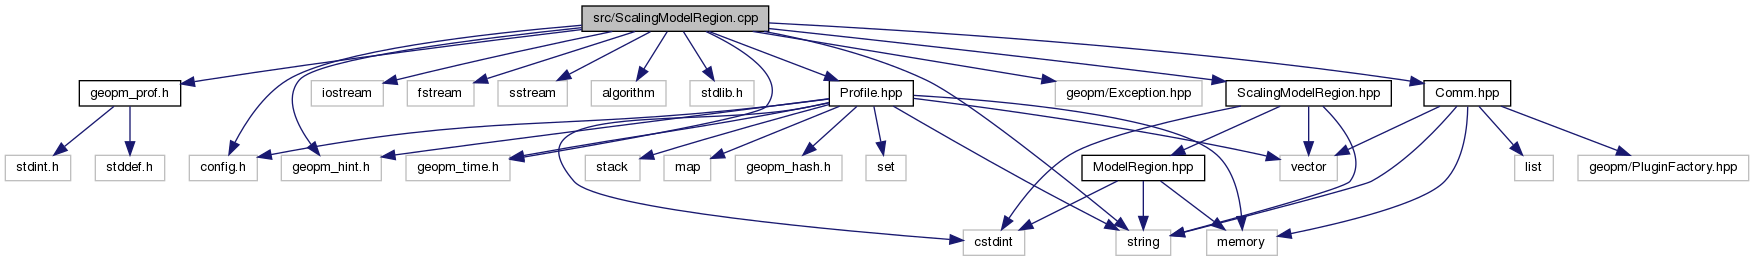 src/ScalingModelRegion.cpp
geopm_prof.h
iostream
fstream
sstream
algorithm
stdlib.h
Profile.hpp
geopm/Exception.hpp
ScalingModelRegion.hpp
Comm.hpp
stdint.h
stddef.h
config.h
geopm_hint.h
geopm_time.h
stack
map
geopm_hash.h
set
ModelRegion.hpp
vector
list
geopm/PluginFactory.hpp
cstdint
string
memory